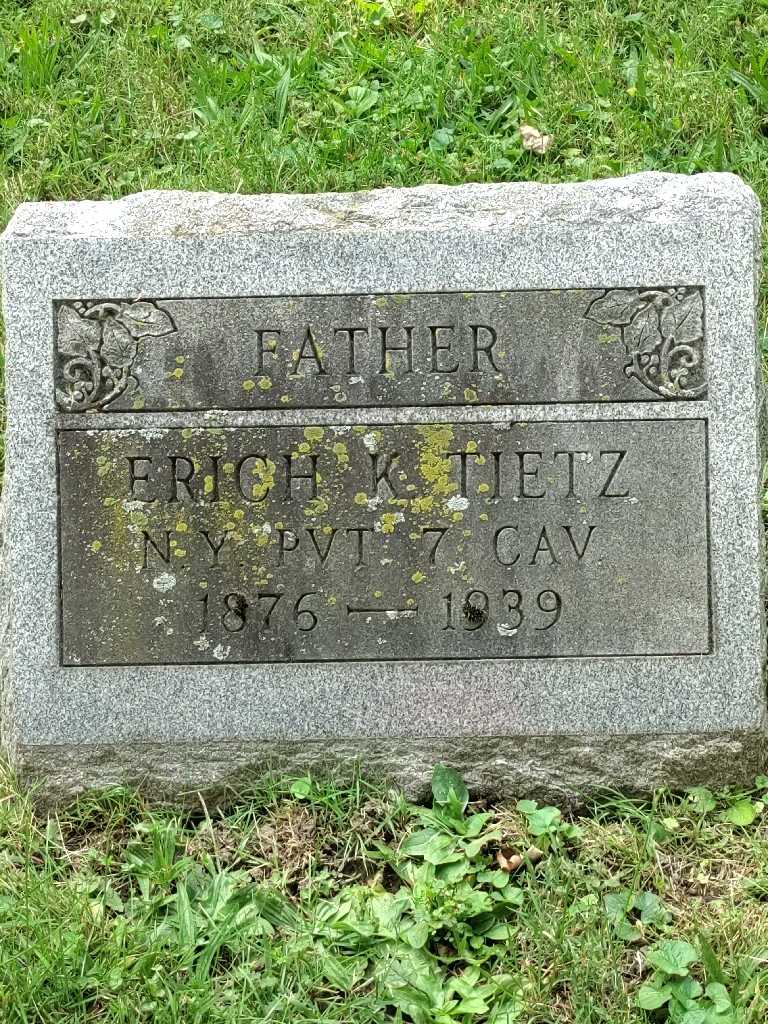 FATHER
ERICH K. TIETZ
N.Y. PVT. 7 CAV.
1876 — 1939